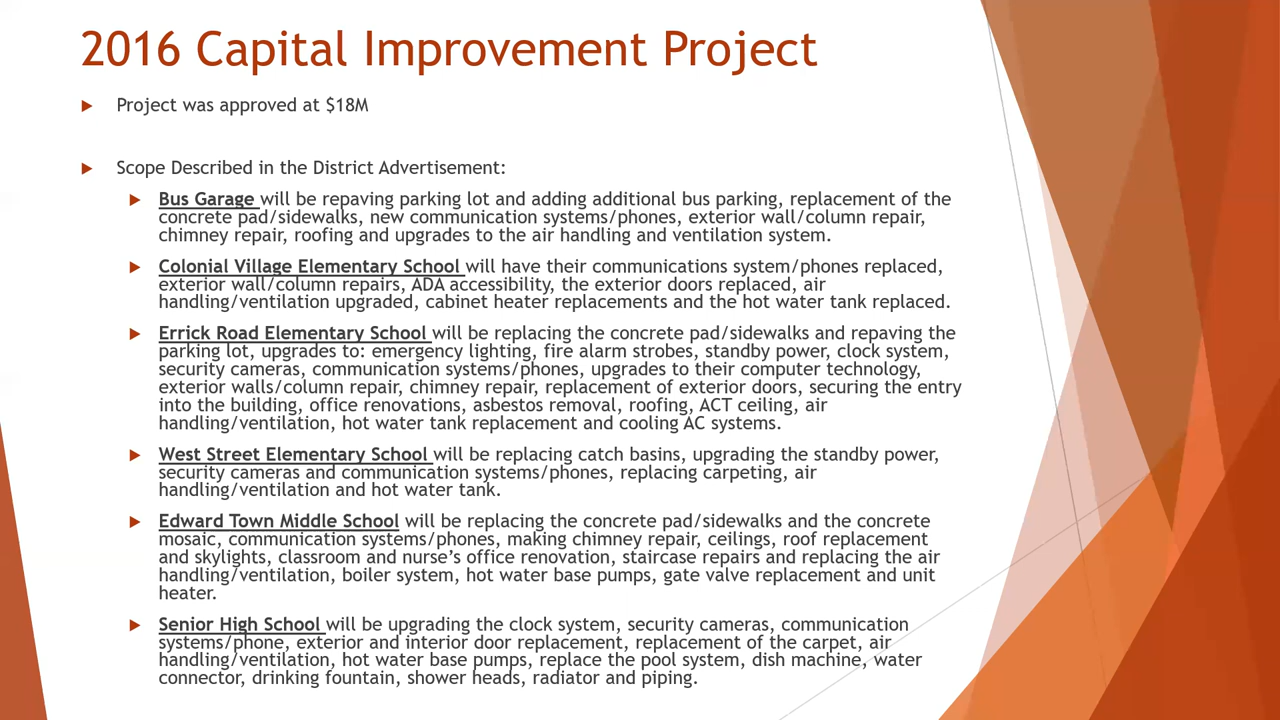 2016 Capital Improvement Project
Project was approved at $18M
Scope Described in the District Advertisement:
Bus Garage will be repaving parking lot and adding additional bus parking, replacement of the
concrete pad/sidewalks, new communication systems/phones, exterior wall/column repair,
chimney repair, roofing and upgrades to the air handling and ventilation system.
Colonial Village Elementary School will have their communications system/phones replaced,
exterior wall/column repairs, ADA accessibility, the exterior doors replaced, air
handling/ventilation upgraded, cabinet heater replacements and the hot water tank replaced.
Errick Road Elementary School will be replacing the concrete pad/sidewalks and repaving the
parking lot, upgrades to: emergency lighting, fire alarm strobes, standby power, clock system,
security cameras, communication systems/phones, upgrades to their computer technology,
exterior walls/column repair, chimney repair, replacement of exterior doors, securing the entry
into the building, office renovations, asbestos removal, roofing, ACT ceiling, air
handling/ventilation, hot water tank replacement and cooling AC systems.
West Street Elementary School will be replacing catch basins, upgrading the standby power,
security cameras and communication systems/phones, replacing carpeting, air
handling/ventilation and hot water tank.
Edward Town Middle School will be replacing the concrete pad/sidewalks and the concrete
mosaic, communication systems/phones, making chimney repair, ceilings, roof replacement
and skylights, classroom and nurse's office renovation, staircase repairs and replacing the air
handling/ventilation, boiler system, hot water base pumps, gate valve replacement and unit
heater.
Senior High School will be upgrading the clock system, security cameras, communication
systems/phone, exterior and interior door replacement, replacement of the carpet, air
handling/ventilation, hot water base pumps, replace the pool system, dish machine, water
connector, drinking fountain, shower heads, radiator and piping.